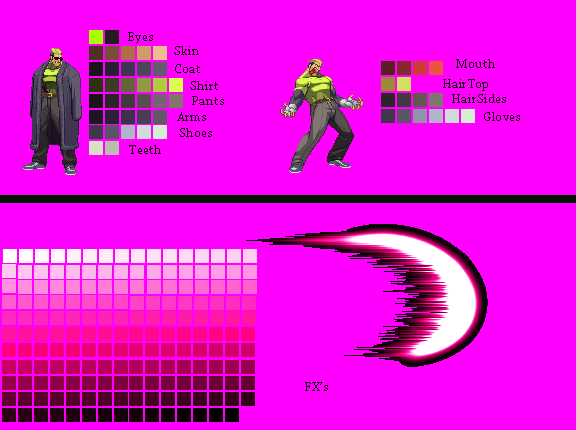 Eyes
Skin
Coat
Shirt
Pants
Arms
Shoes
Teeth
Mouth
HairTop
HairSides
Gloves
FX's